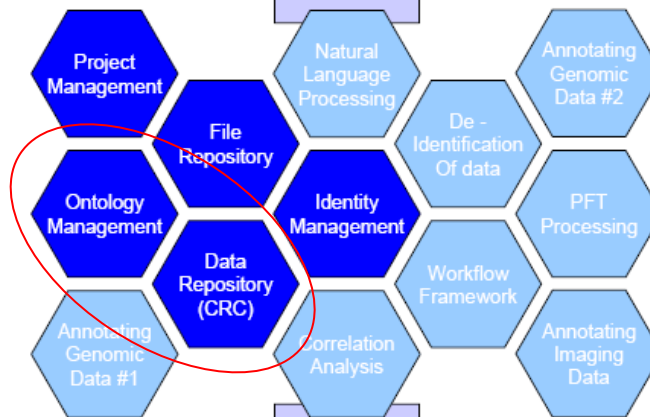 Project
Management
Natural
Language
Processing
Annotating
Genomic
Data #2
File
Repository
De -
Identification
Of data
Ontology
Management
Identity
Management
PFT
Processing
Data
Repository
(CRC)
Workflow
Framework
Annotating
Genomic
Data #1
Correlation
Analysis
Annotating
Imaging
Data